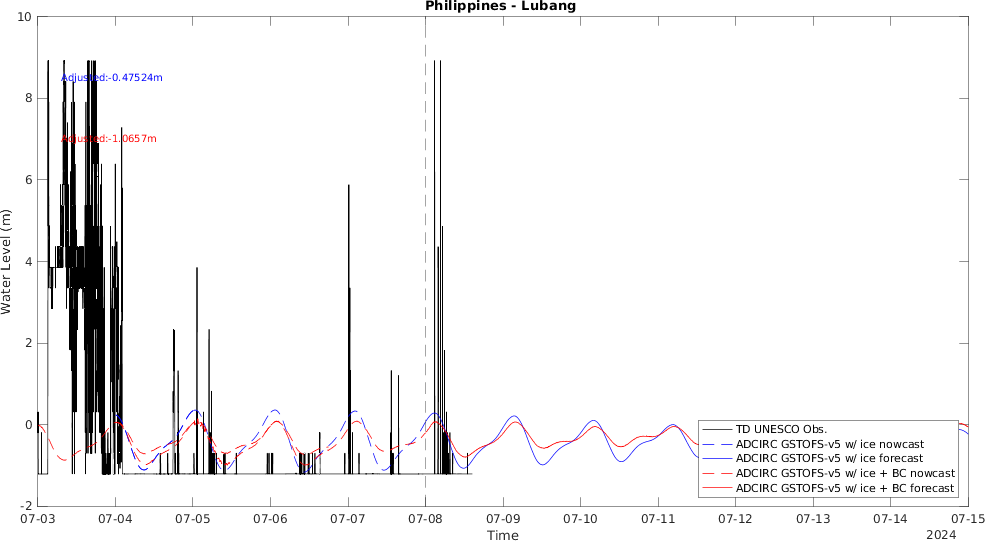 Philippines - Lubang
Adjusted:-0.47524m
Adjusted:-1.0657m
Water Level (m)
10
8
6
4
2
0
-2
07-03 07-04 07-05 07-06 07-07 07-08 07-09 07-10 07-11 07-12 07-13 07-14 07-15
2024
Time
TD UNESCO Obs.
ADCIRC GSTOFS-v5 w/ ice nowcast
ADCIRC GSTOFS-v5 w/ ice forecast
ADCIRC GSTOFS-v5 w/ ice + BC nowcast
ADCIRC GSTOFS-v5 w/ ice + BC forecast